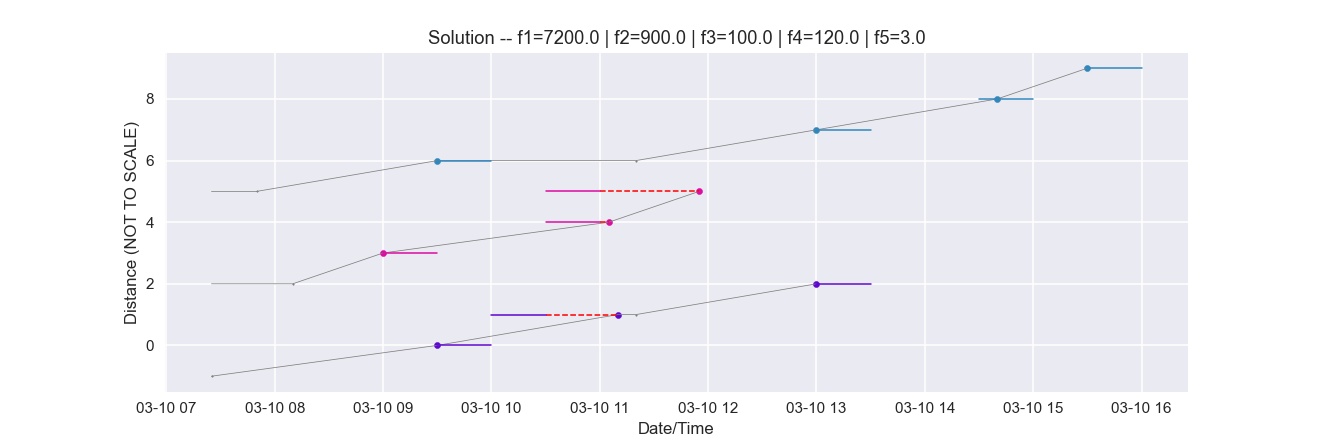 Solution -- f1=7200.0 | f2=900.0 | f3=100.0 | f4=120.0 | f5=3.0
Distance (NOT TO SCALE)
8
6
4
2
0
03-10 07 03-10 08 03-10 09 03-10 10 03-10 11 03-10 12 03-10 13 03-10 14 03-10 15 03-10 16
Date/Time